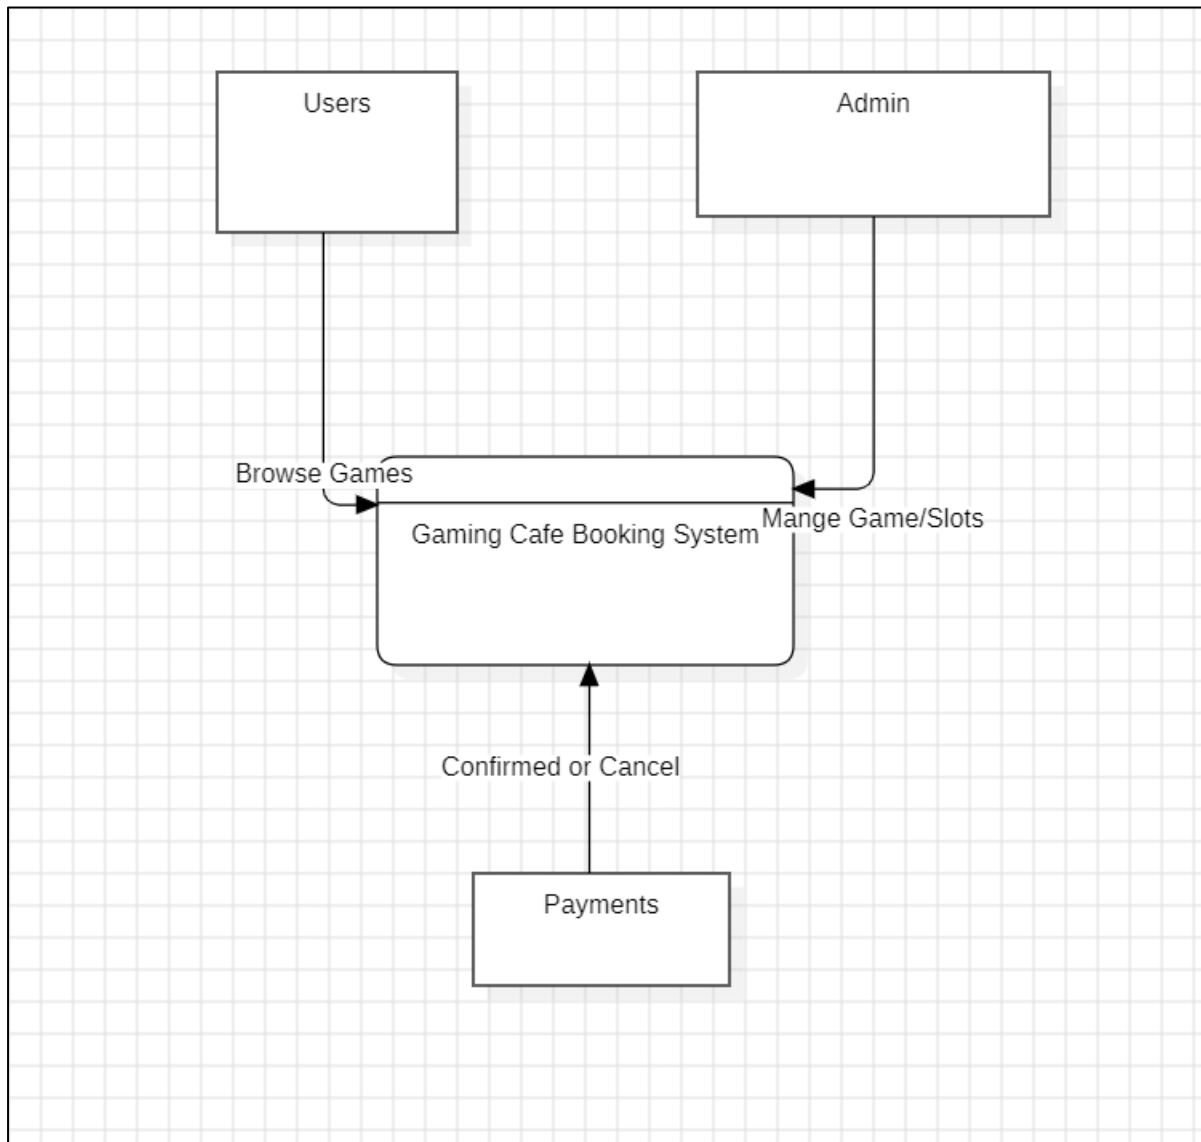 Users
Admin
Browse Games
Gaming Cafe Booking System
Mange Game/Slots
Confirmed or Cancel
Payments